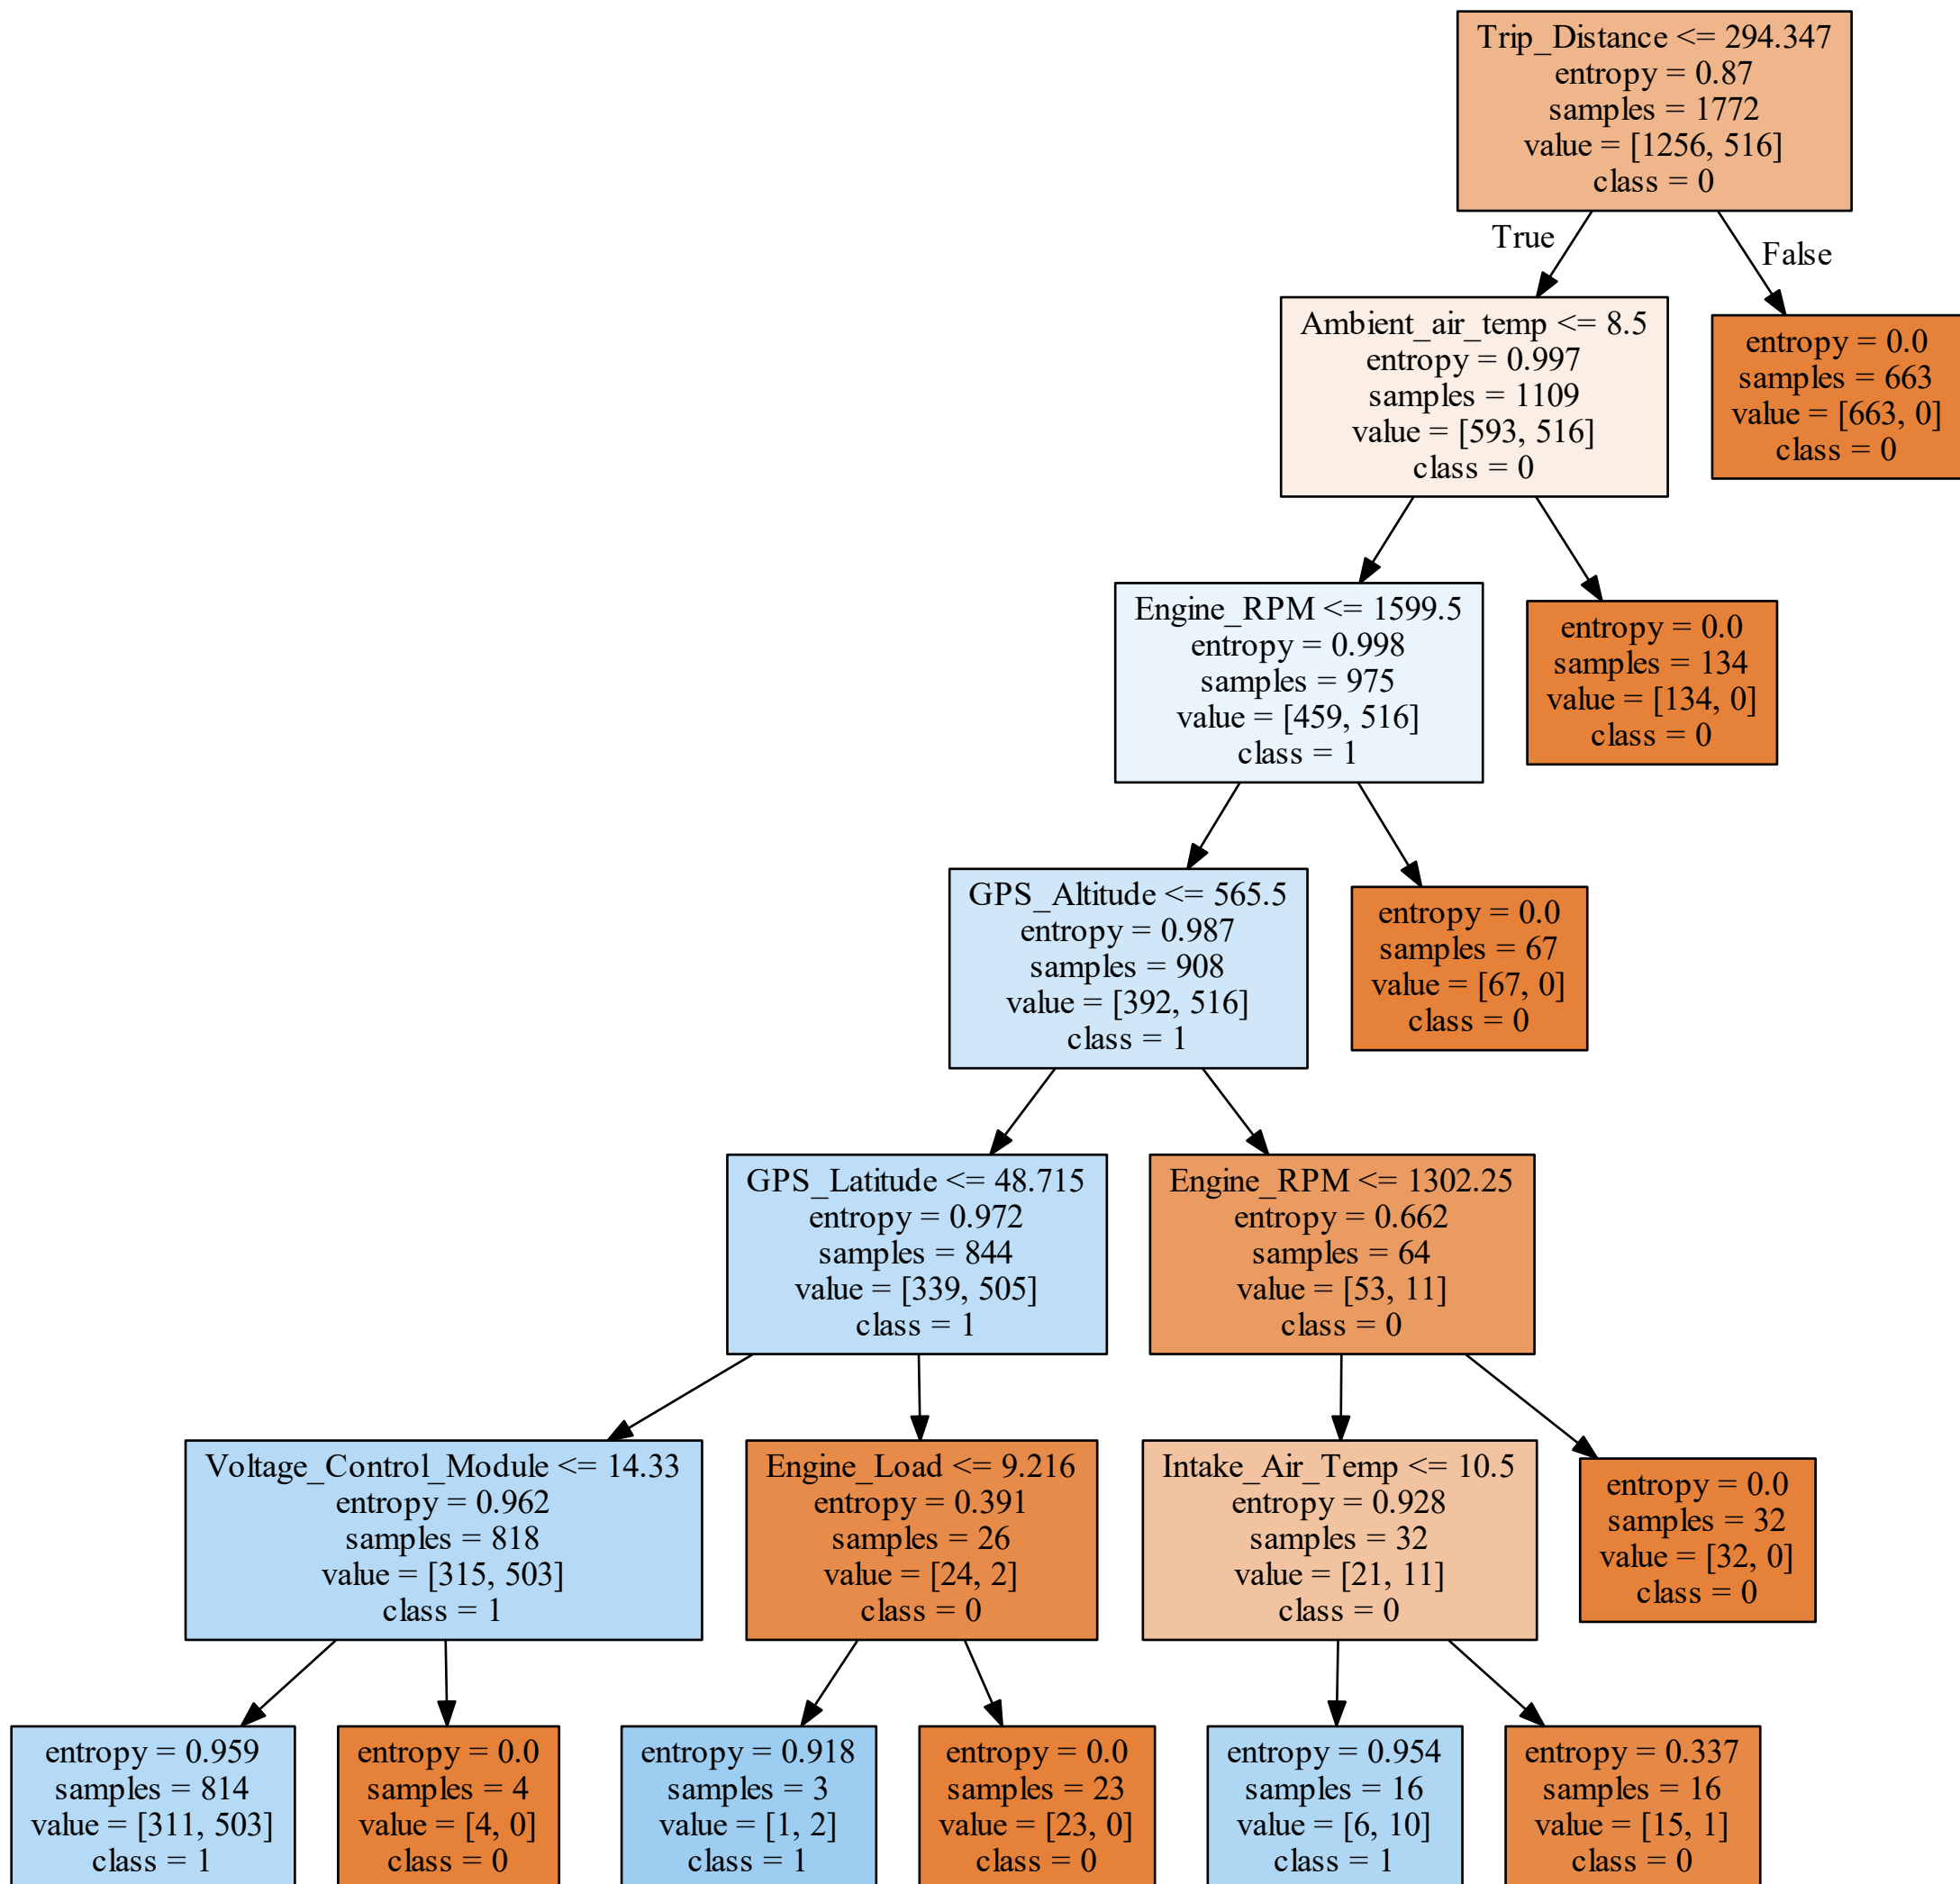 Trip_Distance <= 294.347
entropy = 0.87
samples = 1772
value = [1256, 516]
class = 0
True
False
Ambient_air_temp <= 8.5
entropy = 0.997
samples = 1109
value = [593, 516]
class = 0
entropy = 0.0
samples = 663
value = [663, 0]
class = 0
Engine_RPM <= 1599.5
entropy = 0.998
samples = 975
value = [459, 516]
class = 1
entropy = 0.0
samples = 134
value = [134, 0]
class = 0
GPS_Altitude <= 565.5
entropy = 0.987
samples = 908
value = [392, 516]
class = 1
entropy = 0.0
samples = 67
value = [67, 0]
class = 0
GPS_Latitude <= 48.715
entropy = 0.972
samples = 844
value = [339, 505]
class = 1
Engine_RPM <= 1302.25
entropy = 0.662
samples = 64
value = [53, 11]
class = 0
Voltage_Control_Module <= 14.33
entropy = 0.962
samples = 818
value = [315, 503]
class = 1
Engine_Load <= 9.216
entropy = 0.391
samples = 26
value = [24, 2]
class = 0
Intake_Air_Temp <= 10.5
entropy = 0.928
samples = 32
value = [21, 11]
class = 0
entropy = 0.0
samples = 32
value = [32, 0]
class = 0
entropy = 0.959
samples = 814
value = [311, 503]
class = 1
entropy = 0.0
samples = 4
value = [4, 0]
class = 0
entropy = 0.918
samples = 3
value = [1, 2]
class = 1
entropy = 0.0
samples = 23
value = [23, 0]
class = 0
entropy = 0.954
samples = 16
value = [6, 10]
class = 1
entropy = 0.337
samples = 16
value = [15, 1]
class = 0